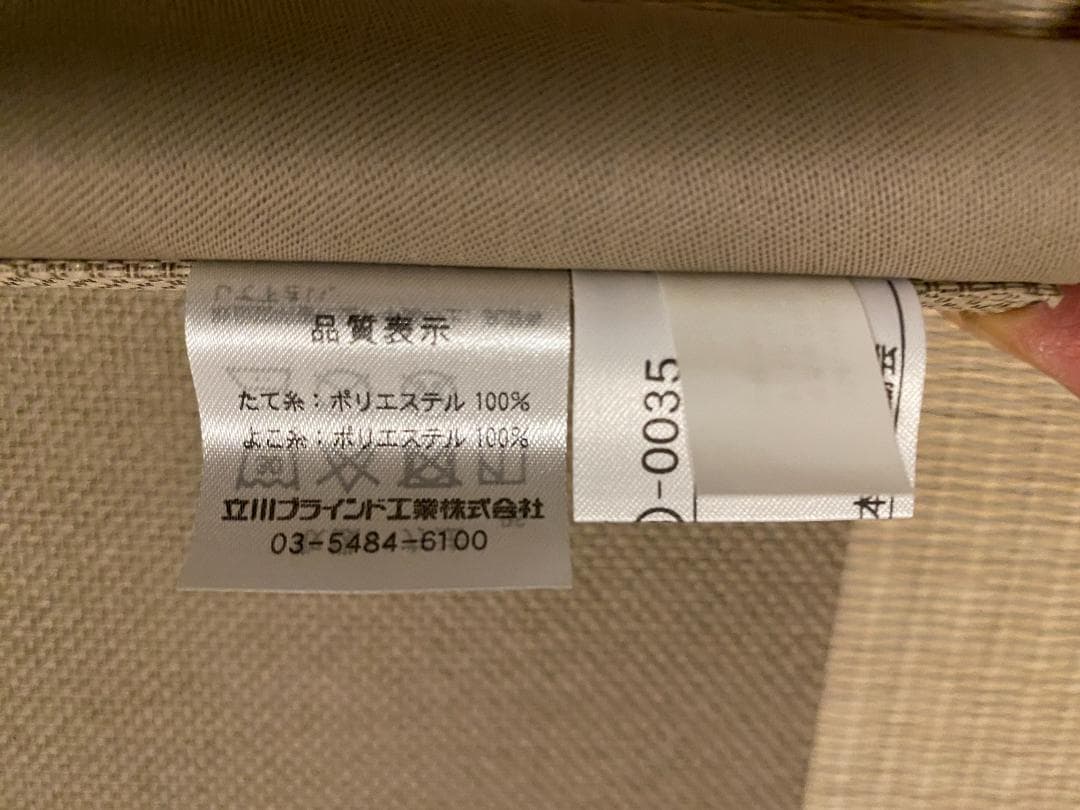 品質表示
たて糸：ポリエステル 100%
よこ糸：ポリエステル 100%
立川ブラインド工業株式会社
03-5484-6100
-0035
本